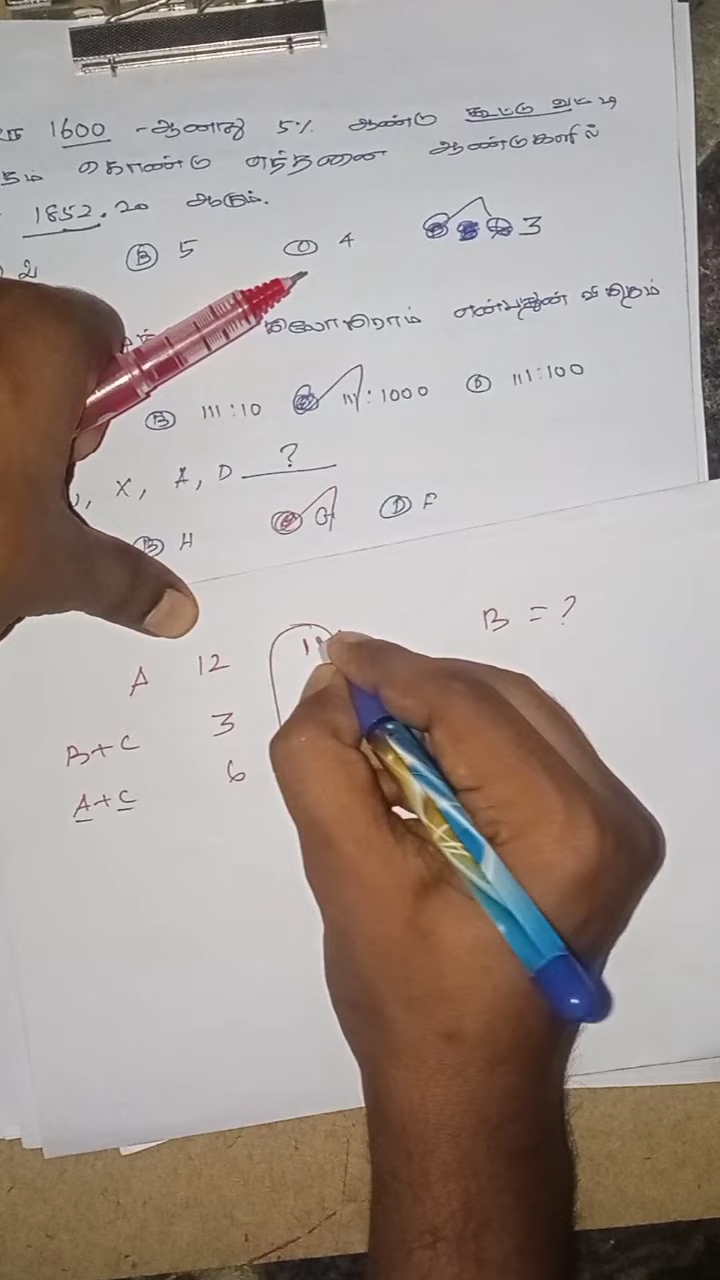 1600 -ஆனது 5% ஆண்டு கூட்டு வட்டி
கொண்டு எத்தனை ஆண்டுகளில்
1852.20 ஆகும்.
2 B 5 C 4 3
கிலோகிராம் என்பதன் விகிதம்
B 111:10 111:1000 D 111:100
X, A, D ?
B H G D F
B = ?
A 12
B+C 3
A+C 6